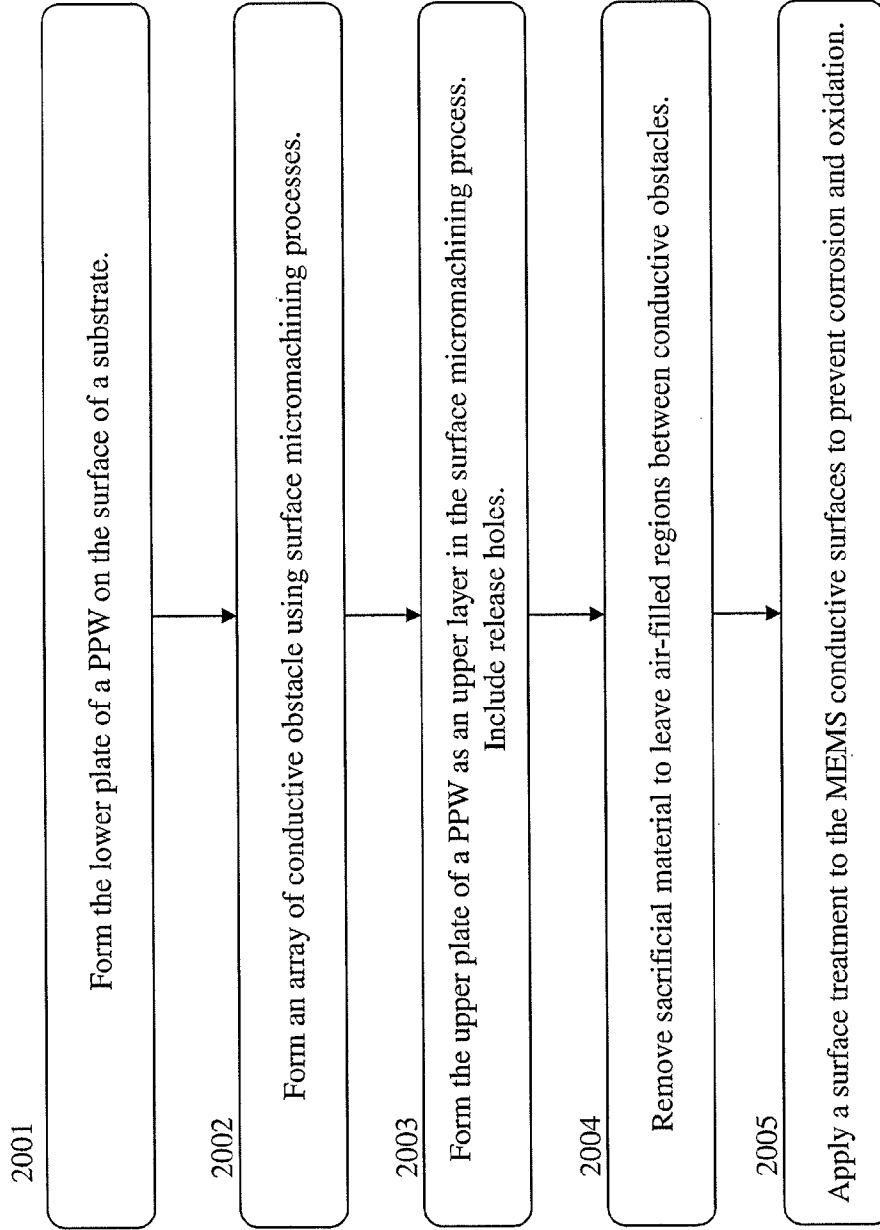 2001
Form the lower plate of a PPW on the surface of a substrate.
2002
Form an array of conductive obstacle using surface micromachining processes.
2003
Form the upper plate of a PPW as an upper layer in the surface micromachining process.
Include release holes.
2004
Remove sacrificial material to leave air-filled regions between conductive obstacles.
2005
Apply a surface treatment to the MEMS conductive surfaces to prevent corrosion and oxidation.